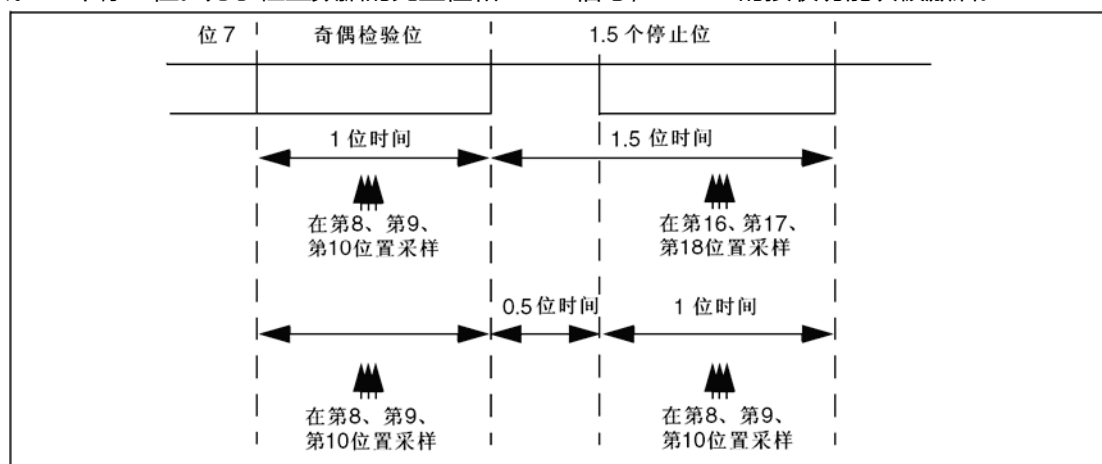 位 7 奇偶检验位 1.5 个停止位
1 位时间 1.5 位时间
在第8、第9、 在第16、第17、
第10位置采样 第18位置采样
0.5 位时间 1 位时间
在第8、第9、 在第8、第9、
第10位置采样 第10位置采样